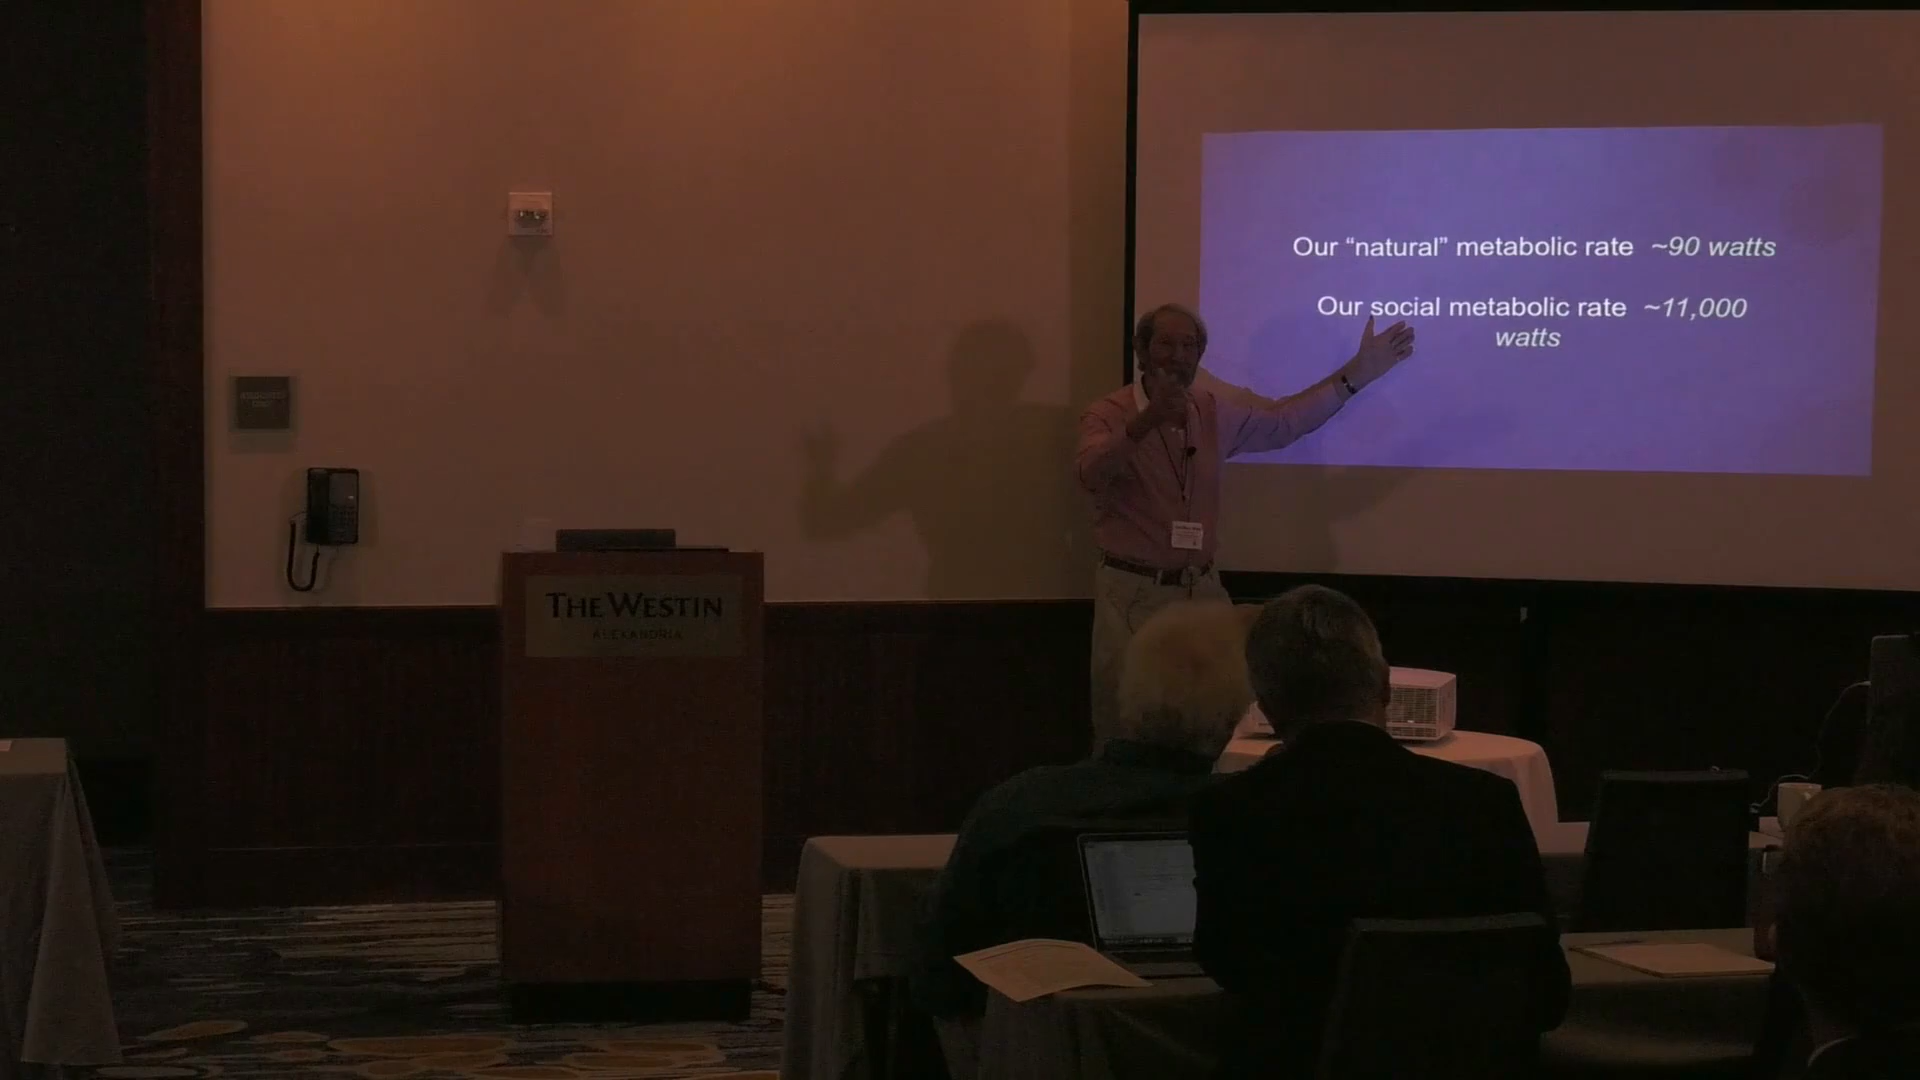 Our “natural” metabolic rate ~90 watts
Our social metabolic rate ~11,000
watts
THE WESTIN
ALEXANDRIA